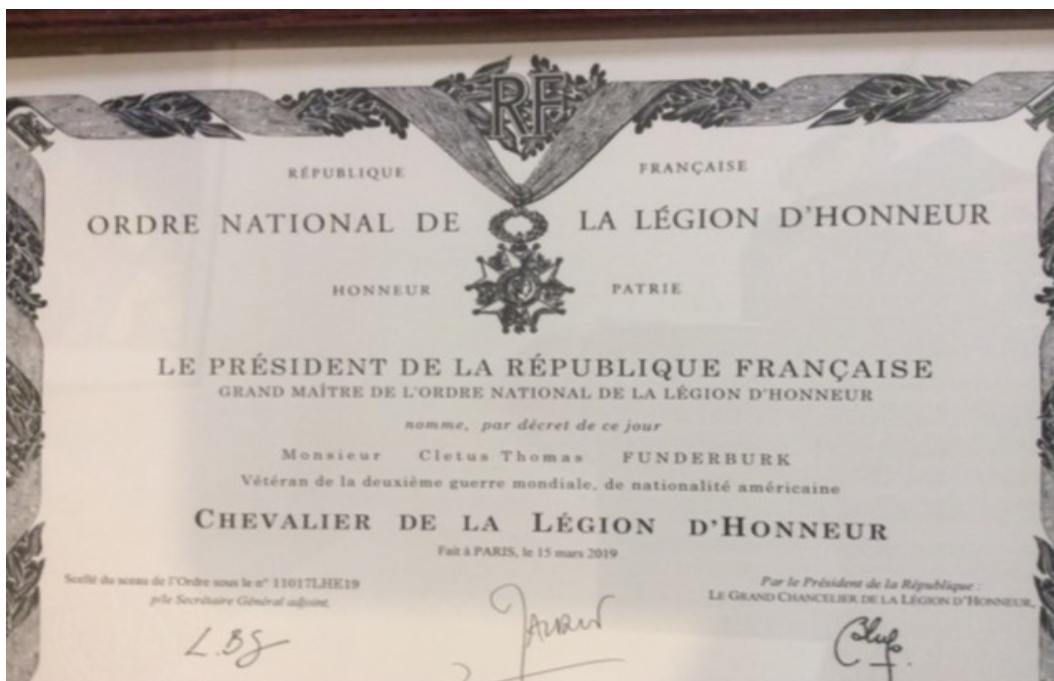 RF
RÉPUBLIQUE FRANÇAISE
ORDRE NATIONAL DE LA LÉGION D'HONNEUR
HONNEUR PATRIE
LE PRÉSIDENT DE LA RÉPUBLIQUE FRANÇAISE
GRAND MAÎTRE DE L'ORDRE NATIONAL DE LA LÉGION D'HONNEUR
nomme, par décret de ce jour
Monsieur Cletus Thomas FUNDERBURK
Vétéran de la deuxième guerre mondiale, de nationalité américaine
CHEVALIER DE LA LÉGION D'HONNEUR
Fait à PARIS, le 15 mars 2019
Scellé du sceau de l'Ordre sous le n° 11017LHE19
p/le Secrétaire Général adjoint,
Par le Président de la République :
LE GRAND CHANCELIER DE LA LÉGION D'HONNEUR,